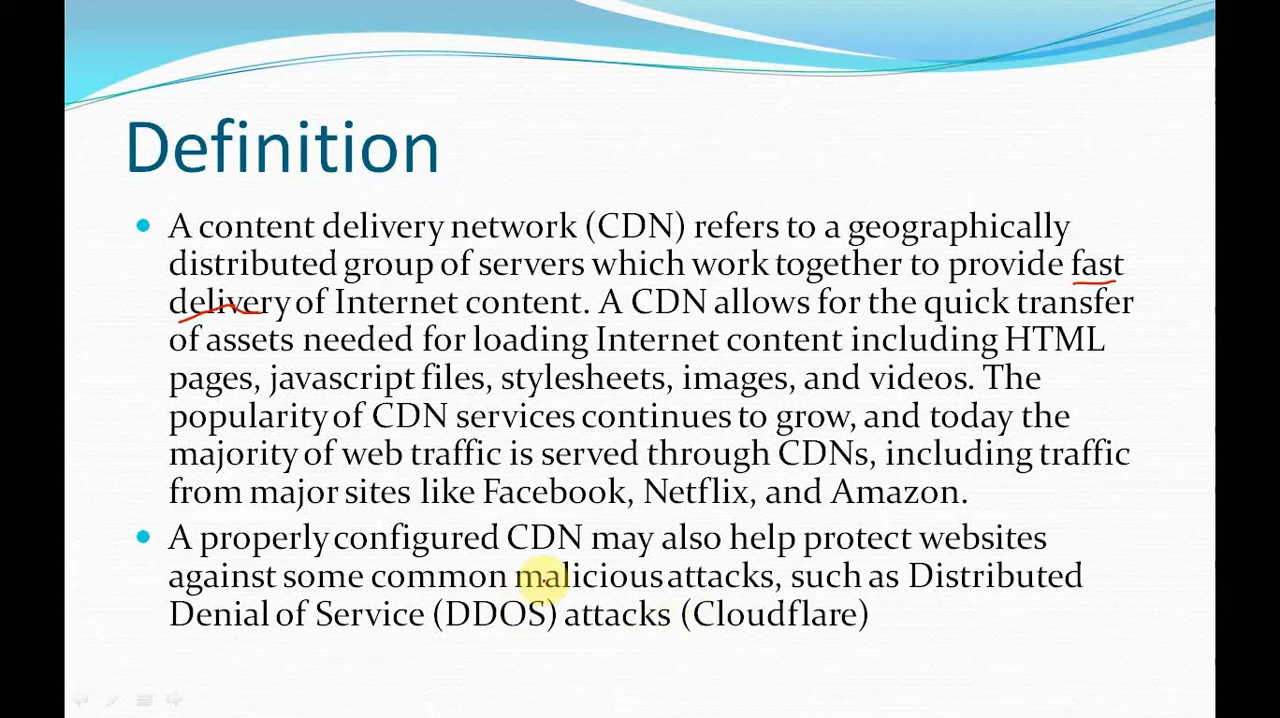 Definition
A content delivery network (CDN) refers to a geographically
distributed group of servers which work together to provide fast
delivery of Internet content. A CDN allows for the quick transfer
of assets needed for loading Internet content including HTML
pages, javascript files, stylesheets, images, and videos. The
popularity of CDN services continues to grow, and today the
majority of web traffic is served through CDNs, including traffic
from major sites like Facebook, Netflix, and Amazon.
A properly configured CDN may also help protect websites
against some common malicious attacks, such as Distributed
Denial of Service (DDOS) attacks (Cloudflare)